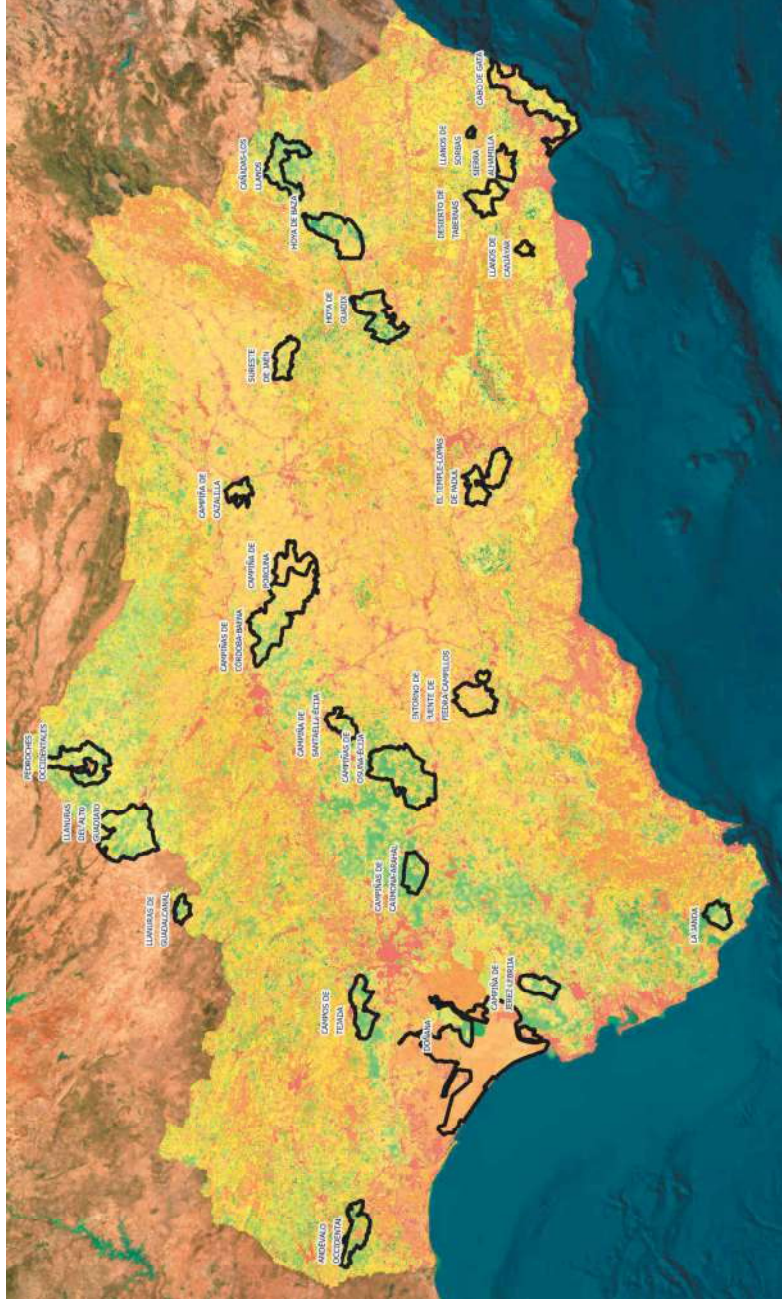 PEDROCHES
OCCIDENTALES
LLANURAS
DEL ALTO
GUADIATO
LLANURAS DE
GUADALCANAL
CAMPIÑA DE
CAZALILLA
SURESTE
DE JAÉN
CAÑADAS-LOS
LLANOS
HOYA DE BAZA
HOYA DE
GUADIX
CAMPIÑAS DE
CÓRDOBA-BAENA
CAMPIÑA DE
PORCUNA
CAMPIÑA DE
SANTAELLA-ÉCIJA
CAMPIÑAS DE
OSUNA-ÉCIJA
CAMPIÑAS DE
CARMONA-ARAHAL
CAMPOS DE
TEJADA
ANDÉVALO
OCCIDENTAL
DOÑANA
CAMPIÑA DE
JEREZ-LEBRIJA
LA JANDA
ENTORNO DE
FUENTE DE
PIEDRA-CAMPILLOS
EL TEMPLE-LOMAS
DE PADUL
LLANOS DE
CANJÁYAR
DESIERTO DE
TABERNAS
LLANOS DE
SORBAS
SIERRA
ALHAMILLA
CABO DE GATA